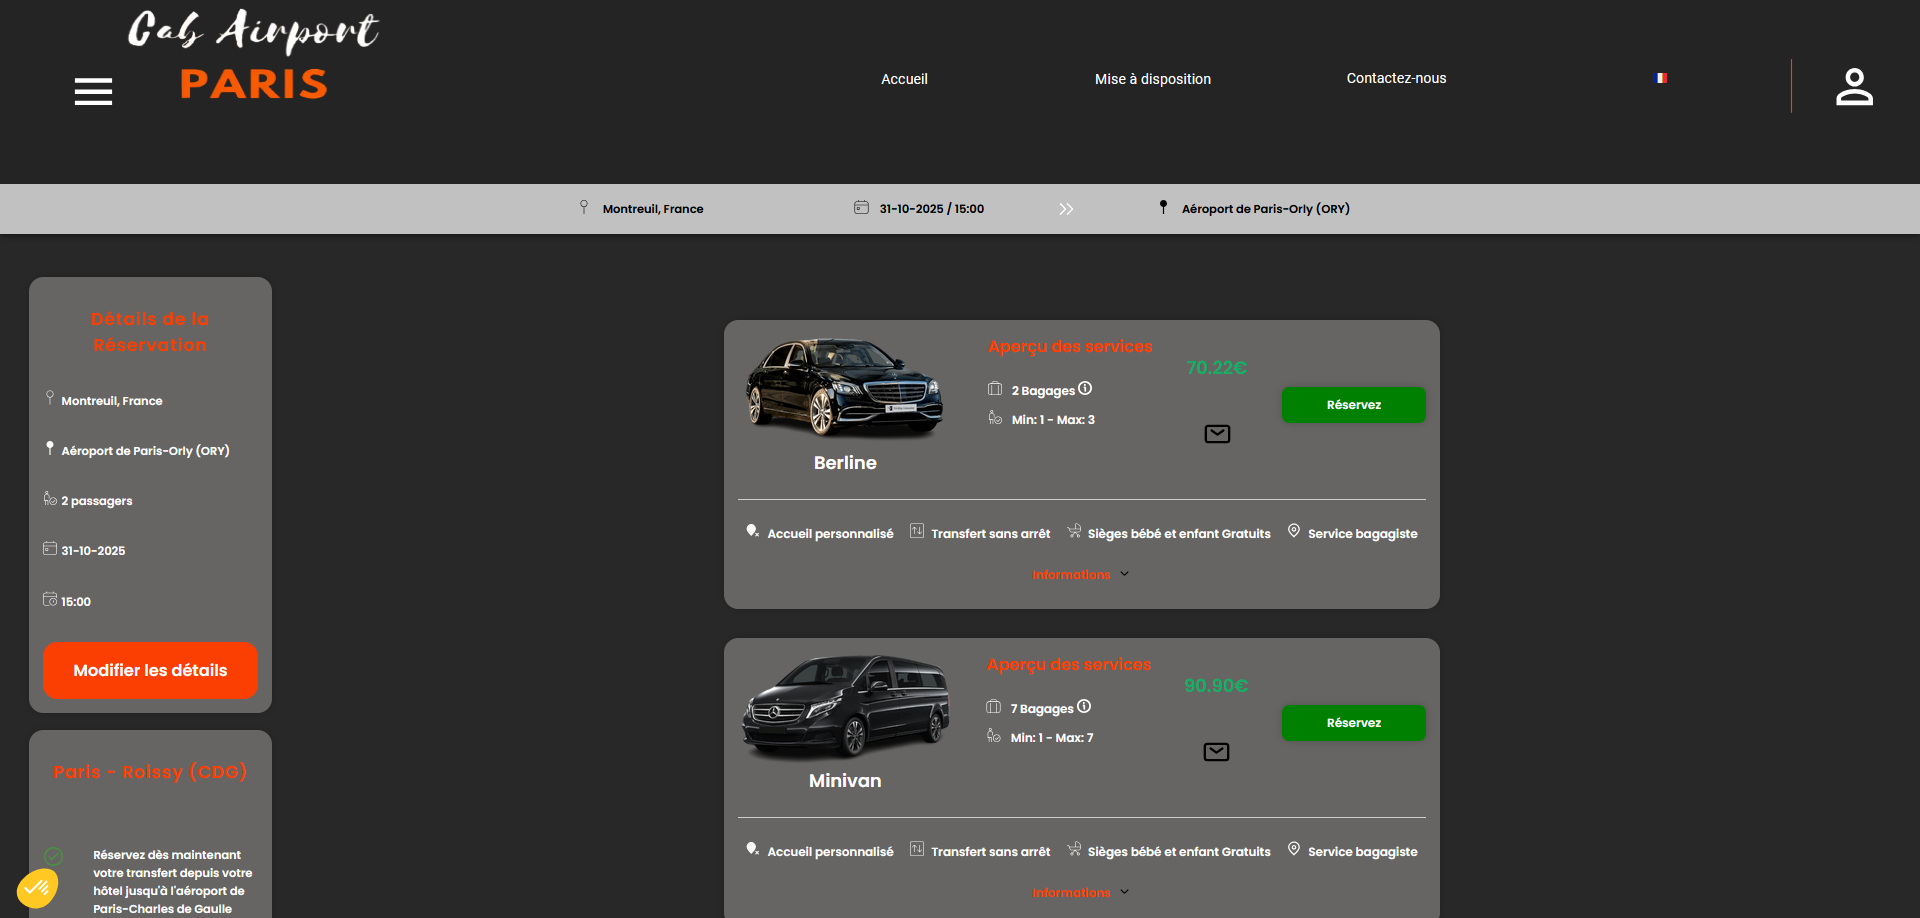 Cab Airport
PARIS
Accueil
Mise à disposition
Contactez-nous
Montreuil, France
31-10-2025 / 15:00
Aéroport de Paris-Orly (ORY)
Détails de la
Réservation
Montreuil, France
Aéroport de Paris-Orly (ORY)
2 passagers
31-10-2025
15:00
Modifier les détails
Paris - Roissy (CDG)
Réservez dès maintenant
votre transfert depuis votre
hôtel jusqu'à l'aéroport de
Paris-Charles de Gaulle
Aperçu des services
70.22€
2 Bagages
Min: 1 - Max: 3
Réservez
Berline
Accueil personnalisé
Transfert sans arrêt
Sièges bébé et enfant Gratuits
Service bagagiste
Informations
Aperçu des services
90.90€
7 Bagages
Min: 1 - Max: 7
Réservez
Minivan
Accueil personnalisé
Transfert sans arrêt
Sièges bébé et enfant Gratuits
Service bagagiste
Informations